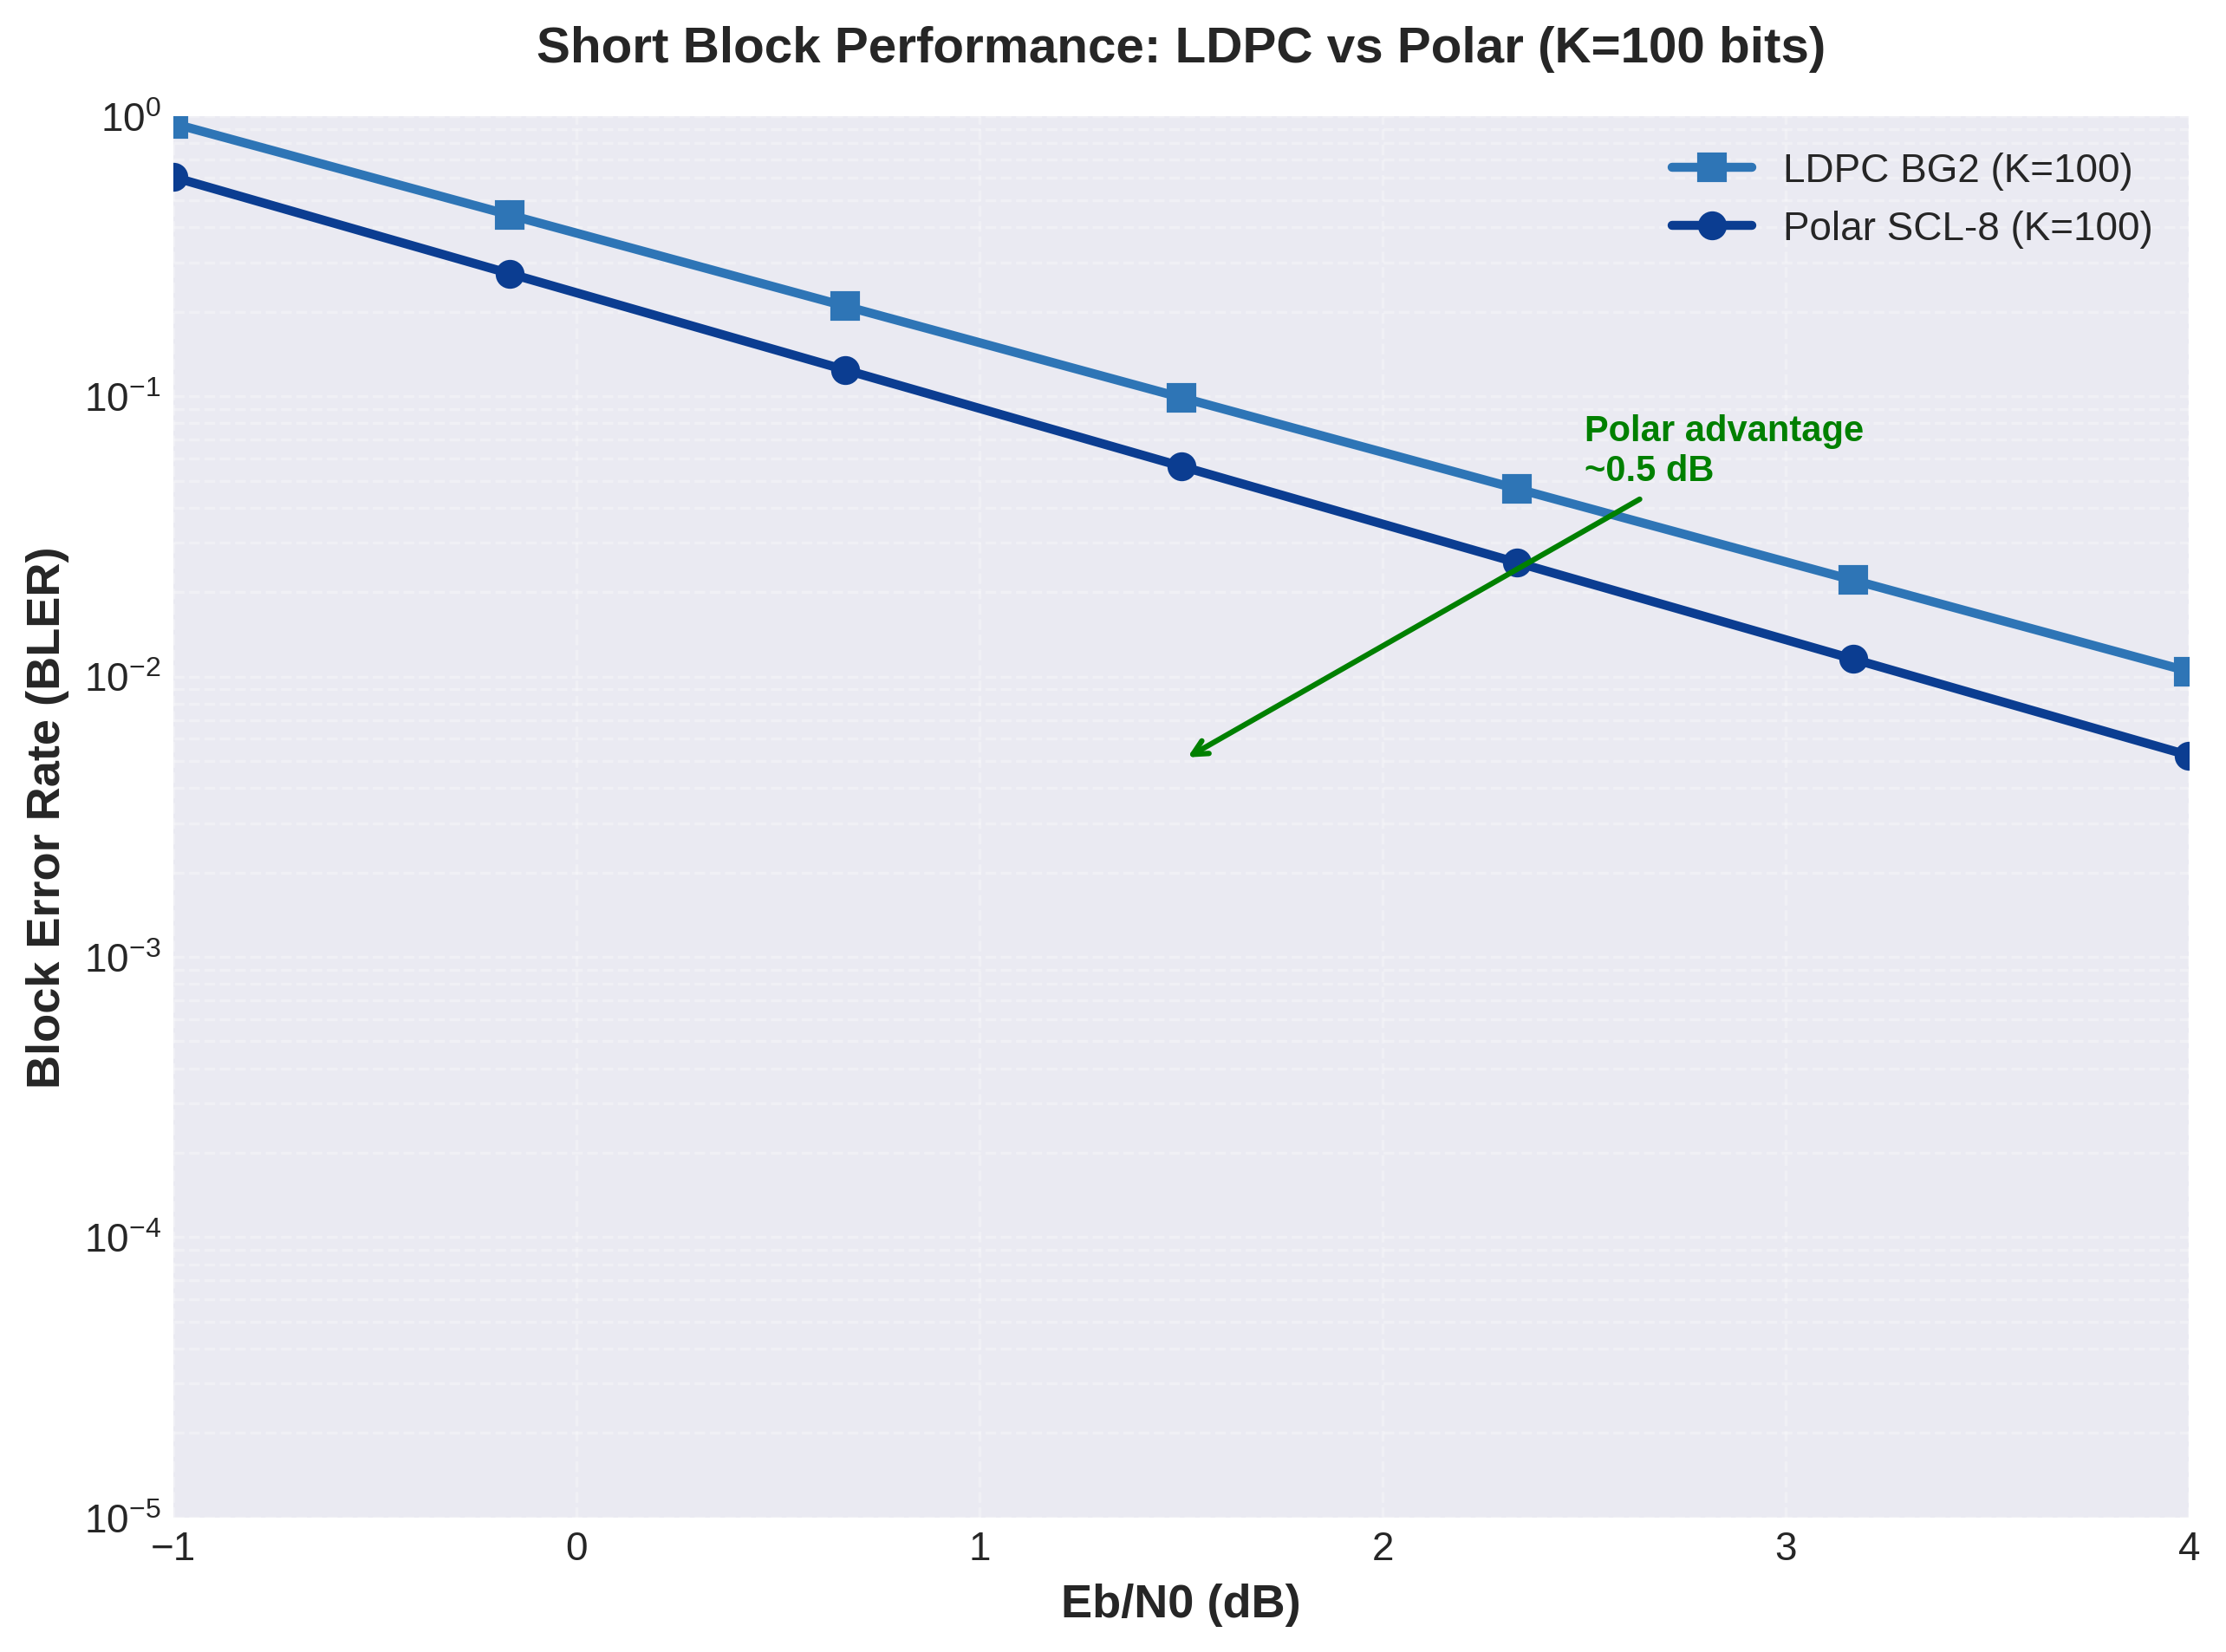 Short Block Performance: LDPC vs Polar (K=100 bits)
10⁰
10⁻¹
10⁻²
10⁻³
10⁻⁴
10⁻⁵
Block Error Rate (BLER)
LDPC BG2 (K=100)
Polar SCL-8 (K=100)
Polar advantage
~0.5 dB
−1 0 1 2 3 4
Eb/N0 (dB)